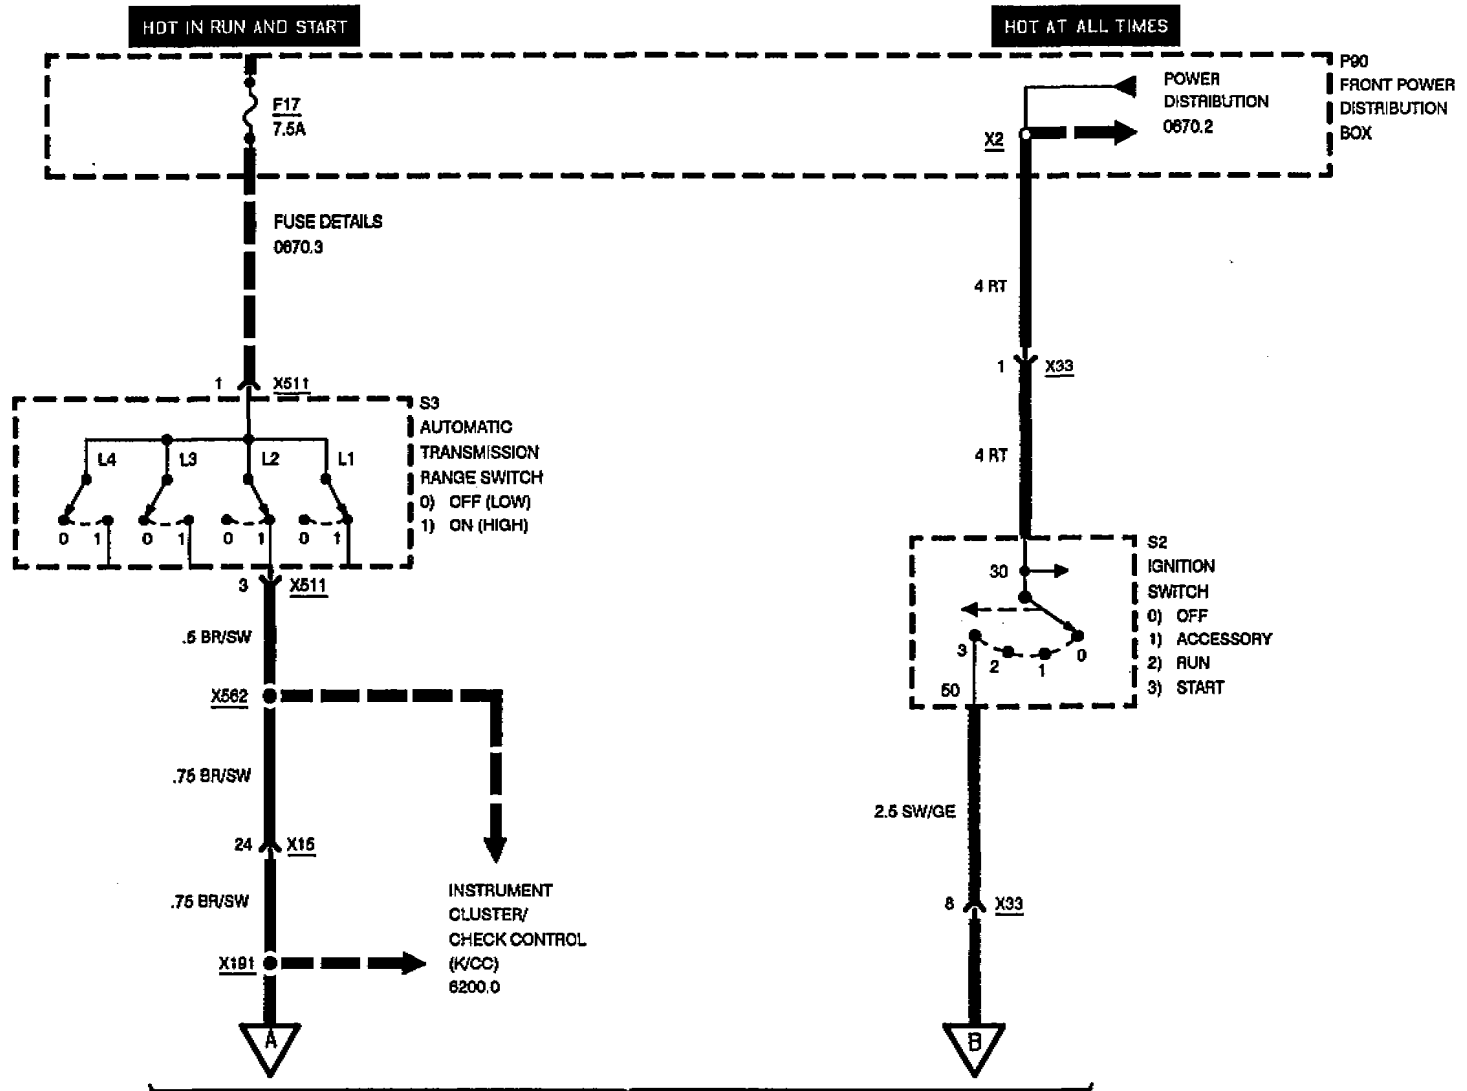 HOT IN RUN AND START
HOT AT ALL TIMES
F17
7.5A
POWER
DISTRIBUTION
0670.2
X2
P90
FRONT POWER
DISTRIBUTION
BOX
FUSE DETAILS
0670.3
4 RT
1 X33
4 RT
1 X511
S3
AUTOMATIC
TRANSMISSION
RANGE SWITCH
0) OFF (LOW)
1) ON (HIGH)
L4 L3 L2 L1
0 1 0 1 0 1 0 1
3 X511
.5 BR/SW
X562
.75 BR/SW
24 X15
.75 BR/SW
X191
INSTRUMENT
CLUSTER/
CHECK CONTROL
(K/CC)
6200.0
A
S2
IGNITION
SWITCH
0) OFF
1) ACCESSORY
2) RUN
3) START
30
3 2 1 0
50
2.5 SW/GE
8 X33
B